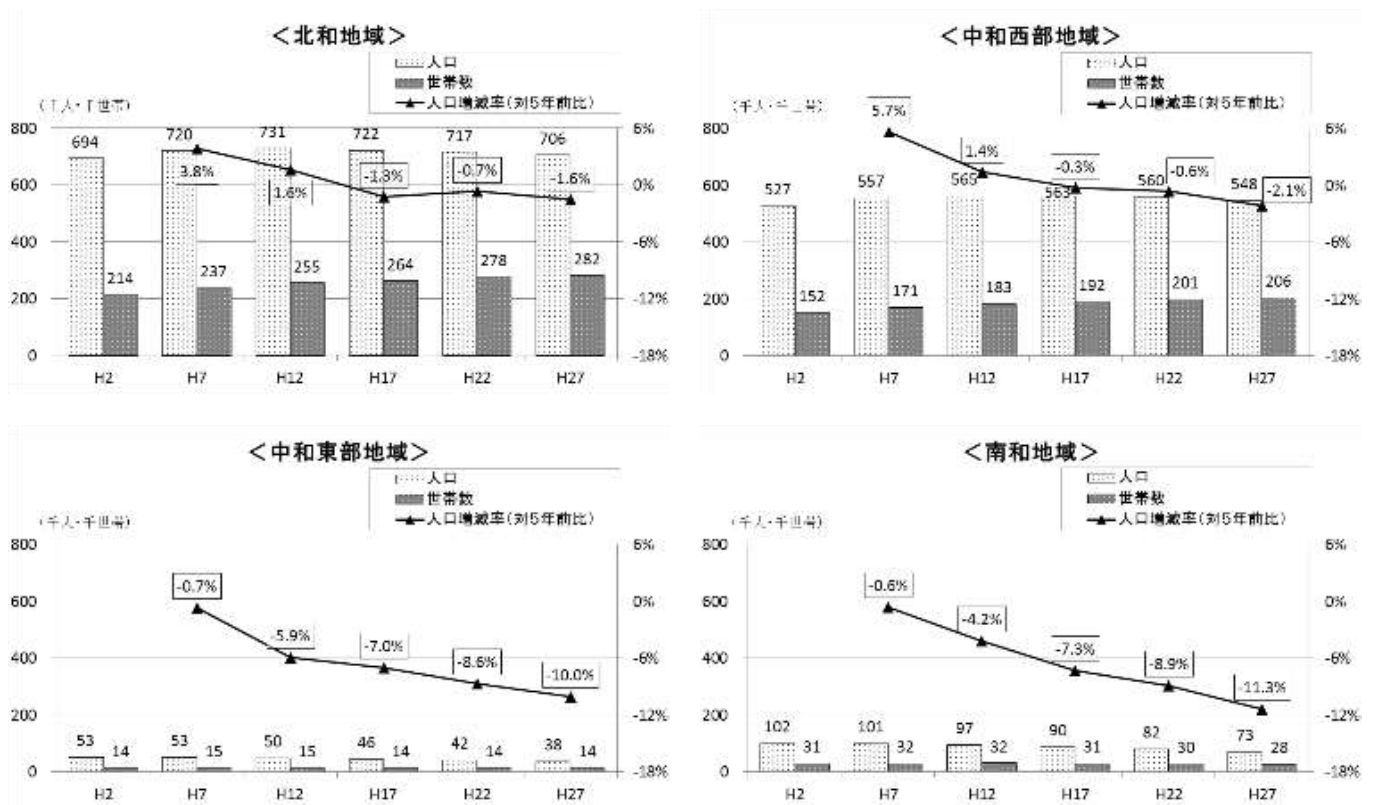 <北和地域>
人口
世帯数
人口増減率(対5年前比)
(千人・千世帯)
800 600 400 200 0
6% 0% -6% -12% -18%
694 720 731 722 717 706
3.8% 1.6% -1.3% -0.7% -1.6%
214 237 255 264 278 282
H2 H7 H12 H17 H22 H27
<中和西部地域>
人口
世帯数
人口増減率(対5年前比)
(千人・千世帯)
800 600 400 200 0
6% 0% -6% -12% -18%
5.7% 1.4% -0.3% -0.6% -2.1%
527 557 565 563 560 548
152 171 183 192 201 206
H2 H7 H12 H17 H22 H27
<中和東部地域>
人口
世帯数
人口増減率(対5年前比)
(千人・千世帯)
800 600 400 200 0
6% 0% -6% -12% -18%
-0.7% -5.9% -7.0% -8.6% -10.0%
53 14 53 15 50 15 46 14 42 14 38 14
H2 H7 H12 H17 H22 H27
<南和地域>
人口
世帯数
人口増減率(対5年前比)
(千人・千世帯)
800 600 400 200 0
6% 0% -6% -12% -18%
-0.6% -4.2% -7.3% -8.9% -11.3%
102 31 101 32 97 32 90 31 82 30 73 28
H2 H7 H12 H17 H22 H27